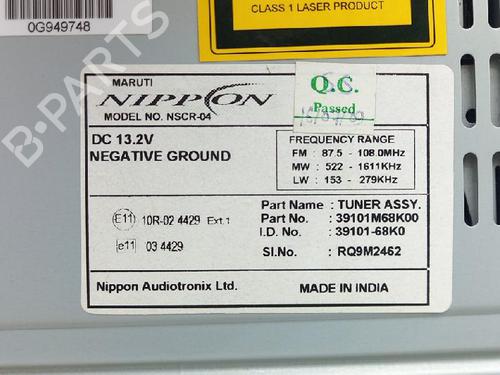 0G949748
CLASS 1 LASER PRODUCT
MARUTI
NIPPON
MODEL NO. NSCR-04
Q.C.
Passed
DC 13.2V
NEGATIVE GROUND
FREQUENCY RANGE
FM : 87.5 - 108.0MHz
MW : 522 - 1611KHz
LW : 153 - 279KHz
Part Name : TUNER ASSY.
Part No. : 39101M68K00
I.D. No. : 39101-68K0
Sl.No. : RQ9M2462
E11 10R-02 4429 Ext.1
e11 03 4429
Nippon Audiotronix Ltd.
MADE IN INDIA
B-PARTS